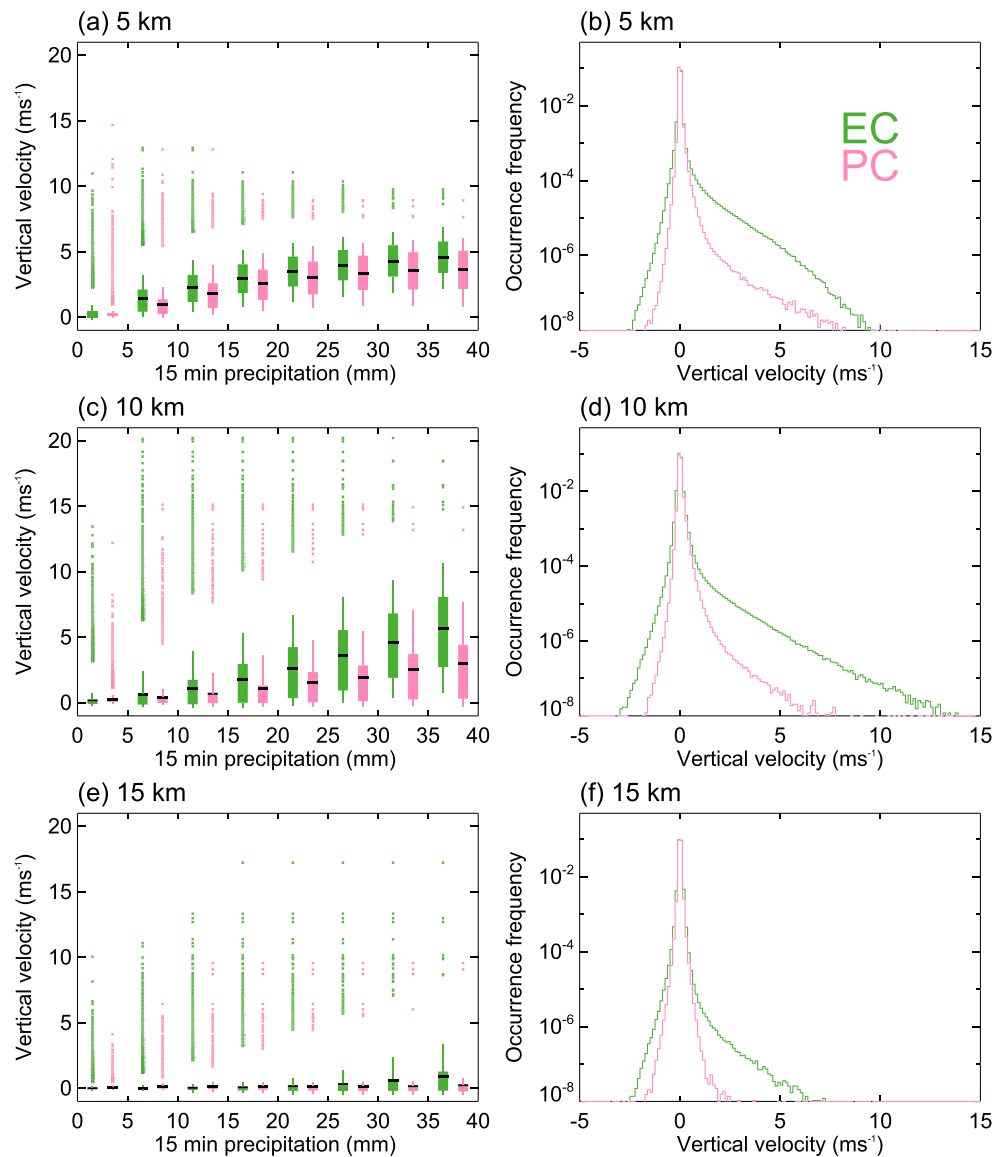 (a) 5 km
Vertical velocity (ms⁻¹)
20
15
10
5
0
0 5 10 15 20 25 30 35 40
15 min precipitation (mm)
(b) 5 km
Occurrence frequency
10⁻²
10⁻⁴
10⁻⁶
10⁻⁸
EC
PC
-5 0 5 10 15
Vertical velocity (ms⁻¹)
(c) 10 km
Vertical velocity (ms⁻¹)
20
15
10
5
0
0 5 10 15 20 25 30 35 40
15 min precipitation (mm)
(d) 10 km
Occurrence frequency
10⁻²
10⁻⁴
10⁻⁶
10⁻⁸
-5 0 5 10 15
Vertical velocity (ms⁻¹)
(e) 15 km
Vertical velocity (ms⁻¹)
20
15
10
5
0
0 5 10 15 20 25 30 35 40
15 min precipitation (mm)
(f) 15 km
Occurrence frequency
10⁻²
10⁻⁴
10⁻⁶
10⁻⁸
-5 0 5 10 15
Vertical velocity (ms⁻¹)